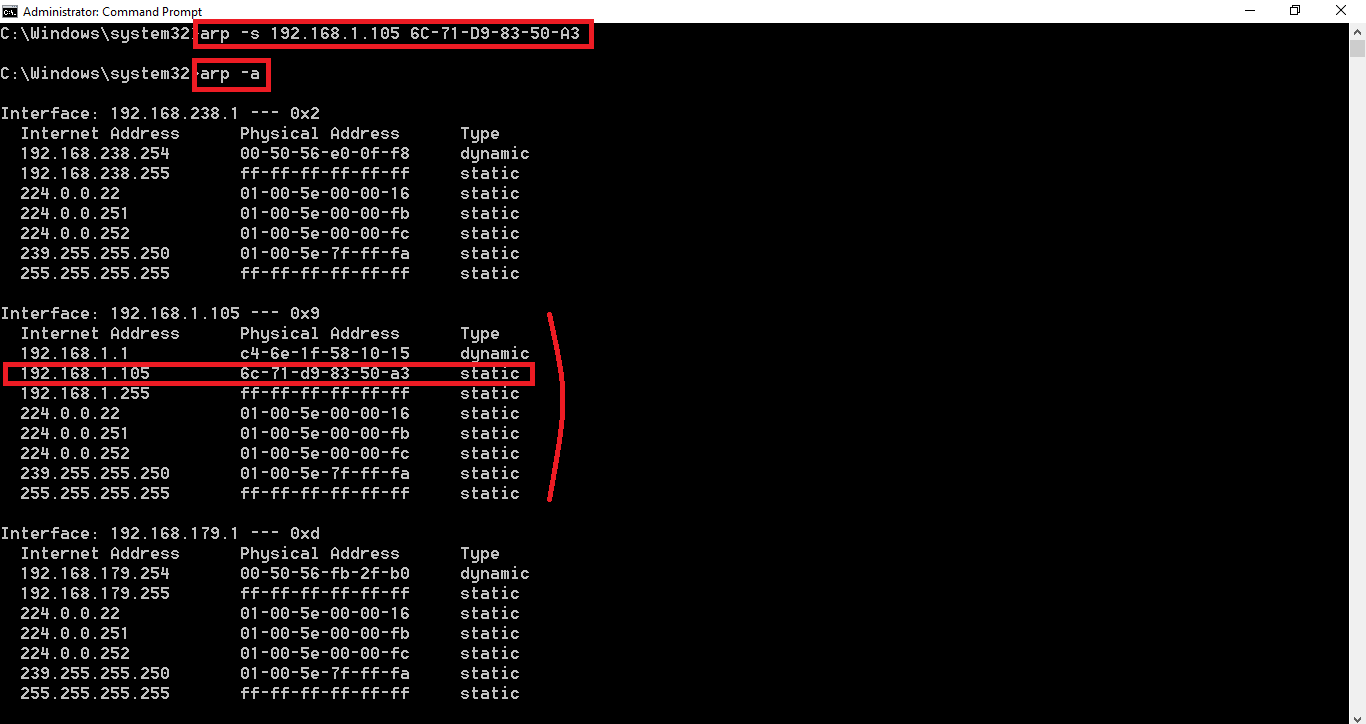 Administrator: Command Prompt
C:\Windows\system32>arp -s 192.168.1.105 6C-71-D9-83-50-A3
C:\Windows\system32>arp -a
Interface: 192.168.238.1 --- 0x2
Internet Address Physical Address Type
192.168.238.254 00-50-56-e0-0f-f8 dynamic
192.168.238.255 ff-ff-ff-ff-ff-ff static
224.0.0.22 01-00-5e-00-00-16 static
224.0.0.251 01-00-5e-00-00-fb static
224.0.0.252 01-00-5e-00-00-fc static
239.255.255.250 01-00-5e-7f-ff-fa static
255.255.255.255 ff-ff-ff-ff-ff-ff static
Interface: 192.168.1.105 --- 0x9
Internet Address Physical Address Type
192.168.1.1 c4-6e-1f-58-10-15 dynamic
192.168.1.105 6c-71-d9-83-50-a3 static
192.168.1.255 ff-ff-ff-ff-ff-ff static
224.0.0.22 01-00-5e-00-00-16 static
224.0.0.251 01-00-5e-00-00-fb static
224.0.0.252 01-00-5e-00-00-fc static
239.255.255.250 01-00-5e-7f-ff-fa static
255.255.255.255 ff-ff-ff-ff-ff-ff static
Interface: 192.168.179.1 --- 0xd
Internet Address Physical Address Type
192.168.179.254 00-50-56-fb-2f-b0 dynamic
192.168.179.255 ff-ff-ff-ff-ff-ff static
224.0.0.22 01-00-5e-00-00-16 static
224.0.0.251 01-00-5e-00-00-fb static
224.0.0.252 01-00-5e-00-00-fc static
239.255.255.250 01-00-5e-7f-ff-fa static
255.255.255.255 ff-ff-ff-ff-ff-ff static